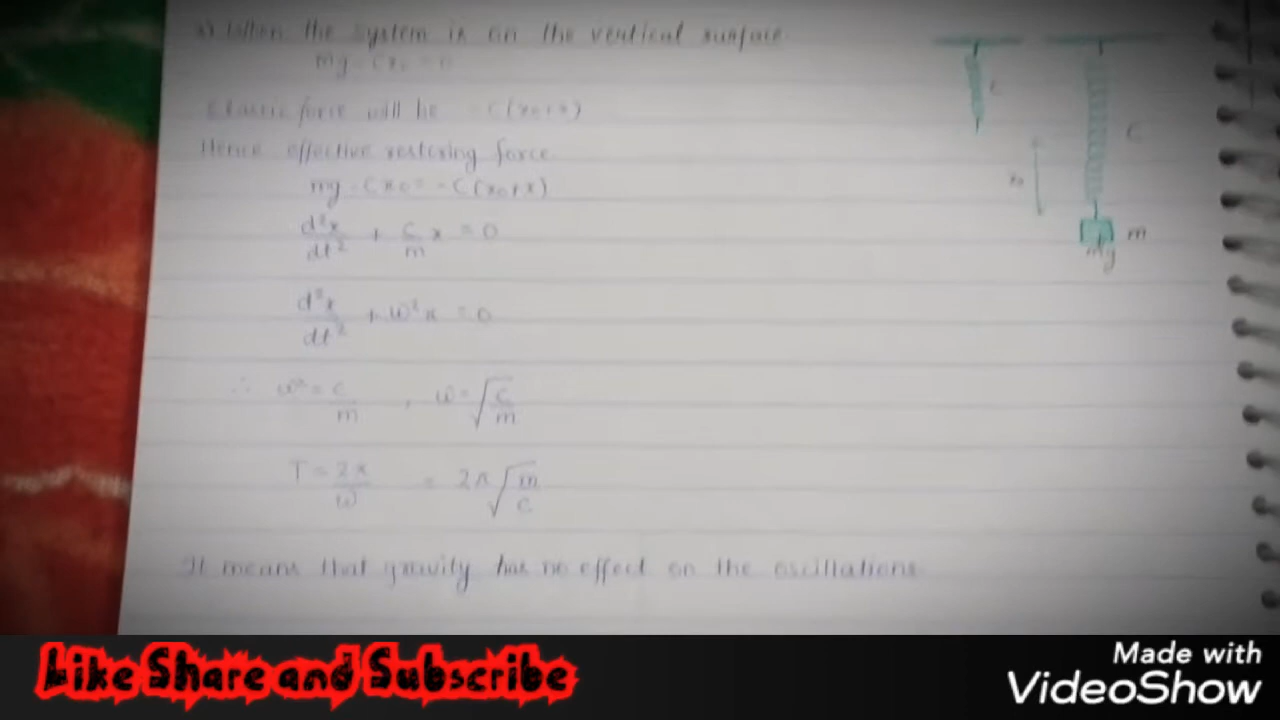 When the system is on the vertical surface.
mg - Cx₀ = 0
Elastic force will be - C(x₀+x)
Hence effective restoring force
mg - Cx₀ = - C(x₀+x)
d²x/dt² + C/m x = 0
d²x/dt² + ω²x = 0
∴ ω² = C/m , ω = √C/m
T = 2π/ω = 2π√m/C
It means that gravity has no effect on the oscillations
C
C
x₀
m
mg
Like Share and Subscribe
Made with
VideoShow